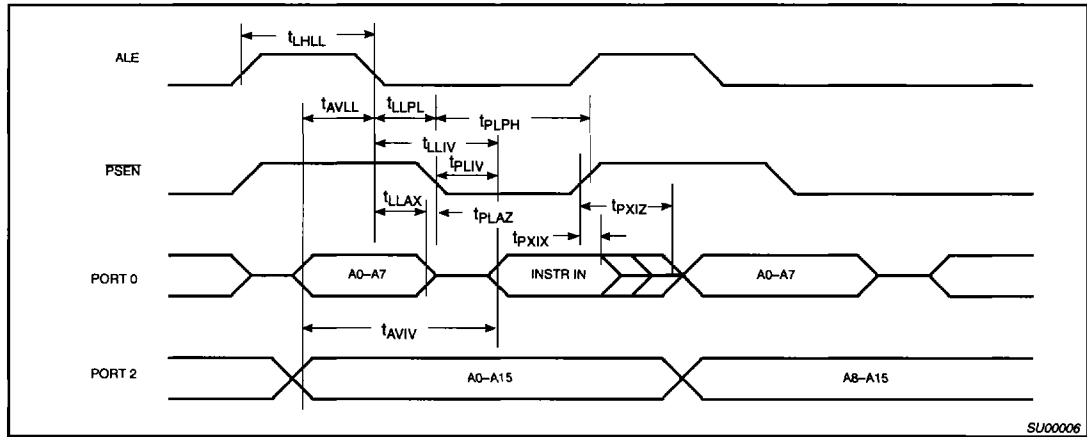 ALE
tLHLL
tAVLL
tLLPL
tPLPH
tLLIV
PSEN
tPLIV
tLLAX
tPLAZ
tPXIZ
tPXIX
PORT 0
A0–A7
INSTR IN
A0–A7
tAVIV
PORT 2
A0–A15
A8–A15
SU00006